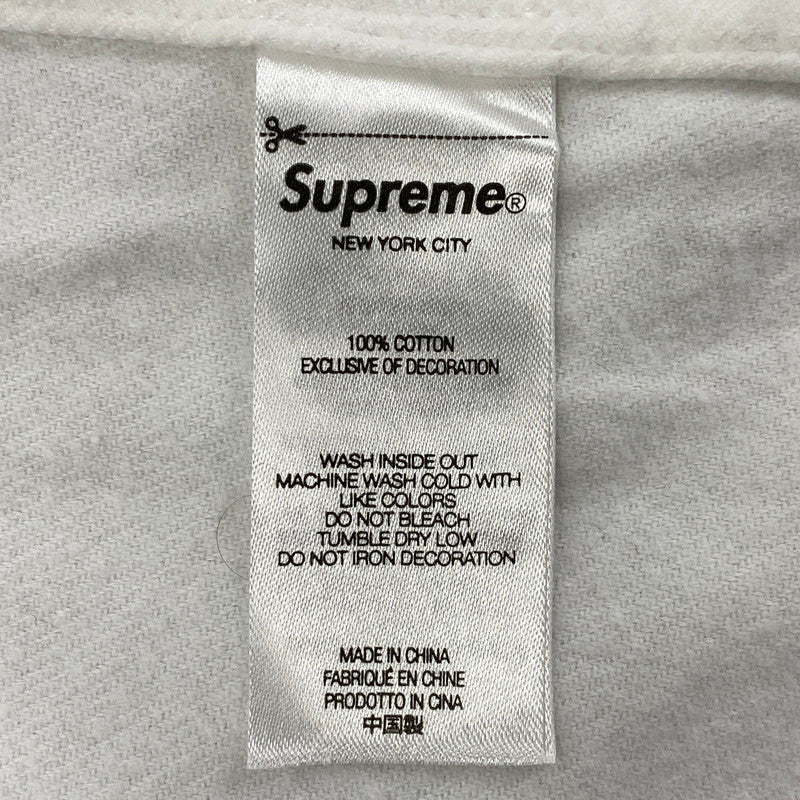 Supreme®
NEW YORK CITY
100% COTTON
EXCLUSIVE OF DECORATION
WASH INSIDE OUT
MACHINE WASH COLD WITH
LIKE COLORS
DO NOT BLEACH
TUMBLE DRY LOW
DO NOT IRON DECORATION
MADE IN CHINA
FABRIQUÉ EN CHINE
PRODOTTO IN CINA
中国製